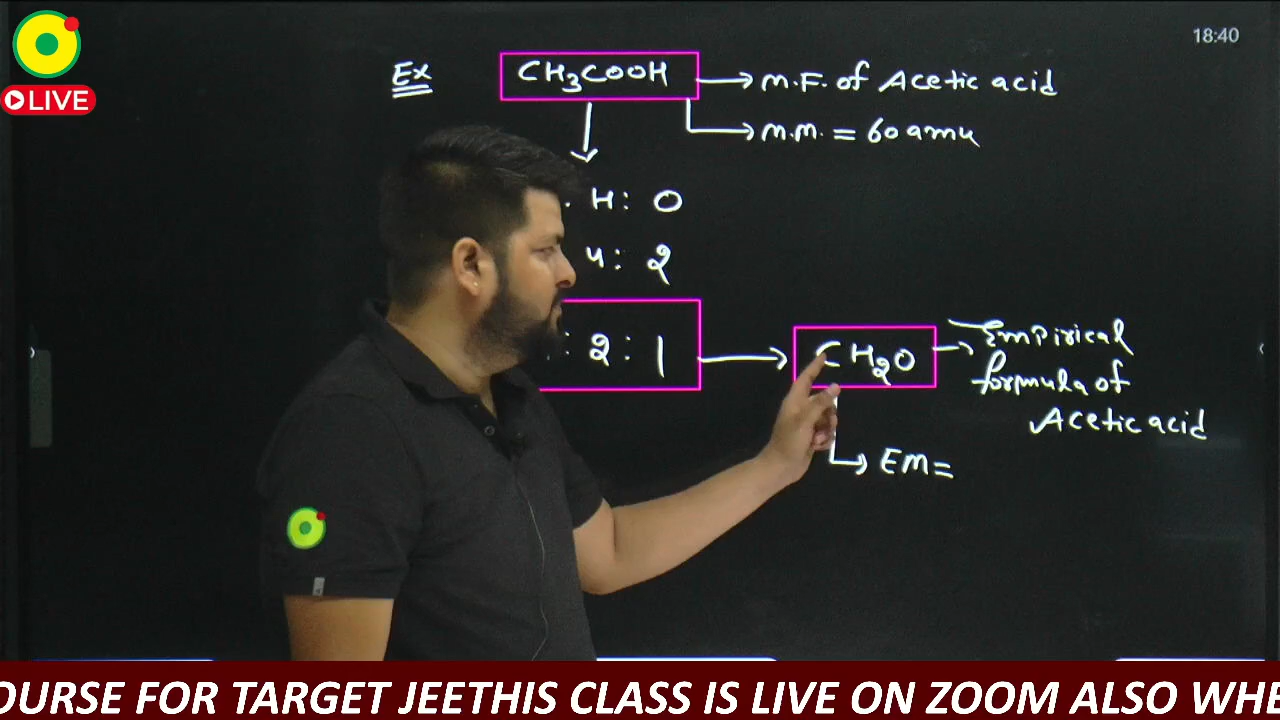 18:40
LIVE
Ex
CH3COOH
M.F. of Acetic acid
M.M. = 60 amu
H : O
4 : 2
: 2 : 1
CH2O
Empirical
formula of
Acetic acid
EM =
OURSE FOR TARGET JEETHIS CLASS IS LIVE ON ZOOM ALSO WHE